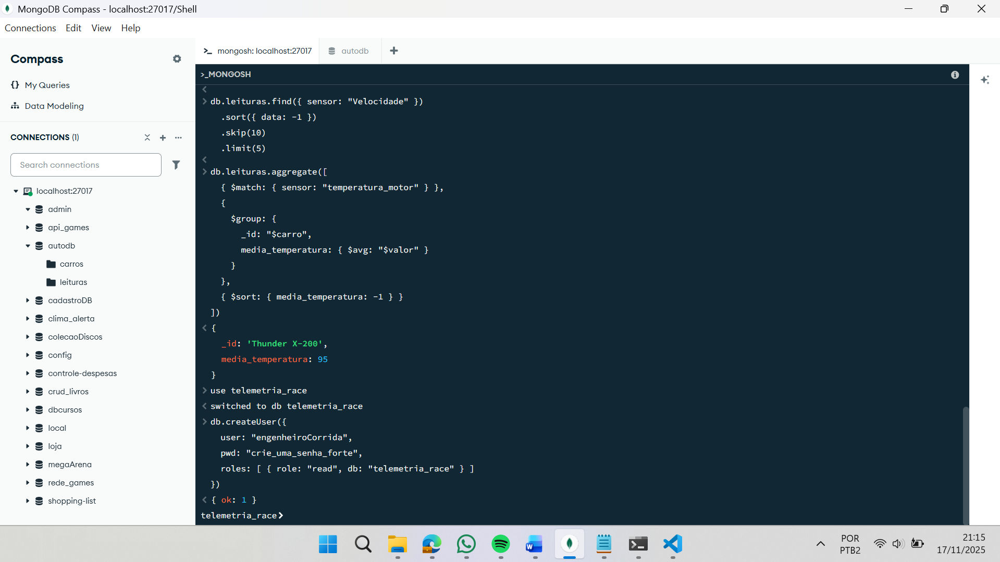 MongoDB Compass - localhost:27017/Shell
Connections Edit View Help
Compass
My Queries
Data Modeling
CONNECTIONS (1)
Search connections
localhost:27017
admin
api_games
autodb
carros
leituras
cadastroDB
clima_alerta
colecaoDiscos
config
controle-despesas
crud_livros
dbcursos
local
loja
megaArena
rede_games
shopping-list
mongosh: localhost:27017
autodb
>_MONGOSH
db.leituras.find({ sensor: "Velocidade" })
.sort({ data: -1 })
.skip(10)
.limit(5)
db.leituras.aggregate([
{ $match: { sensor: "temperatura_motor" } },
{
$group: {
_id: "$carro",
media_temperatura: { $avg: "$valor" }
}
},
{ $sort: { media_temperatura: -1 } }
])
{
_id: 'Thunder X-200',
media_temperatura: 95
}
use telemetria_race
switched to db telemetria_race
db.createUser({
user: "engenheiroCorrida",
pwd: "crie_uma_senha_forte",
roles: [ { role: "read", db: "telemetria_race" } ]
})
{ ok: 1 }
telemetria_race>
POR
PTB2
21:15
17/11/2025